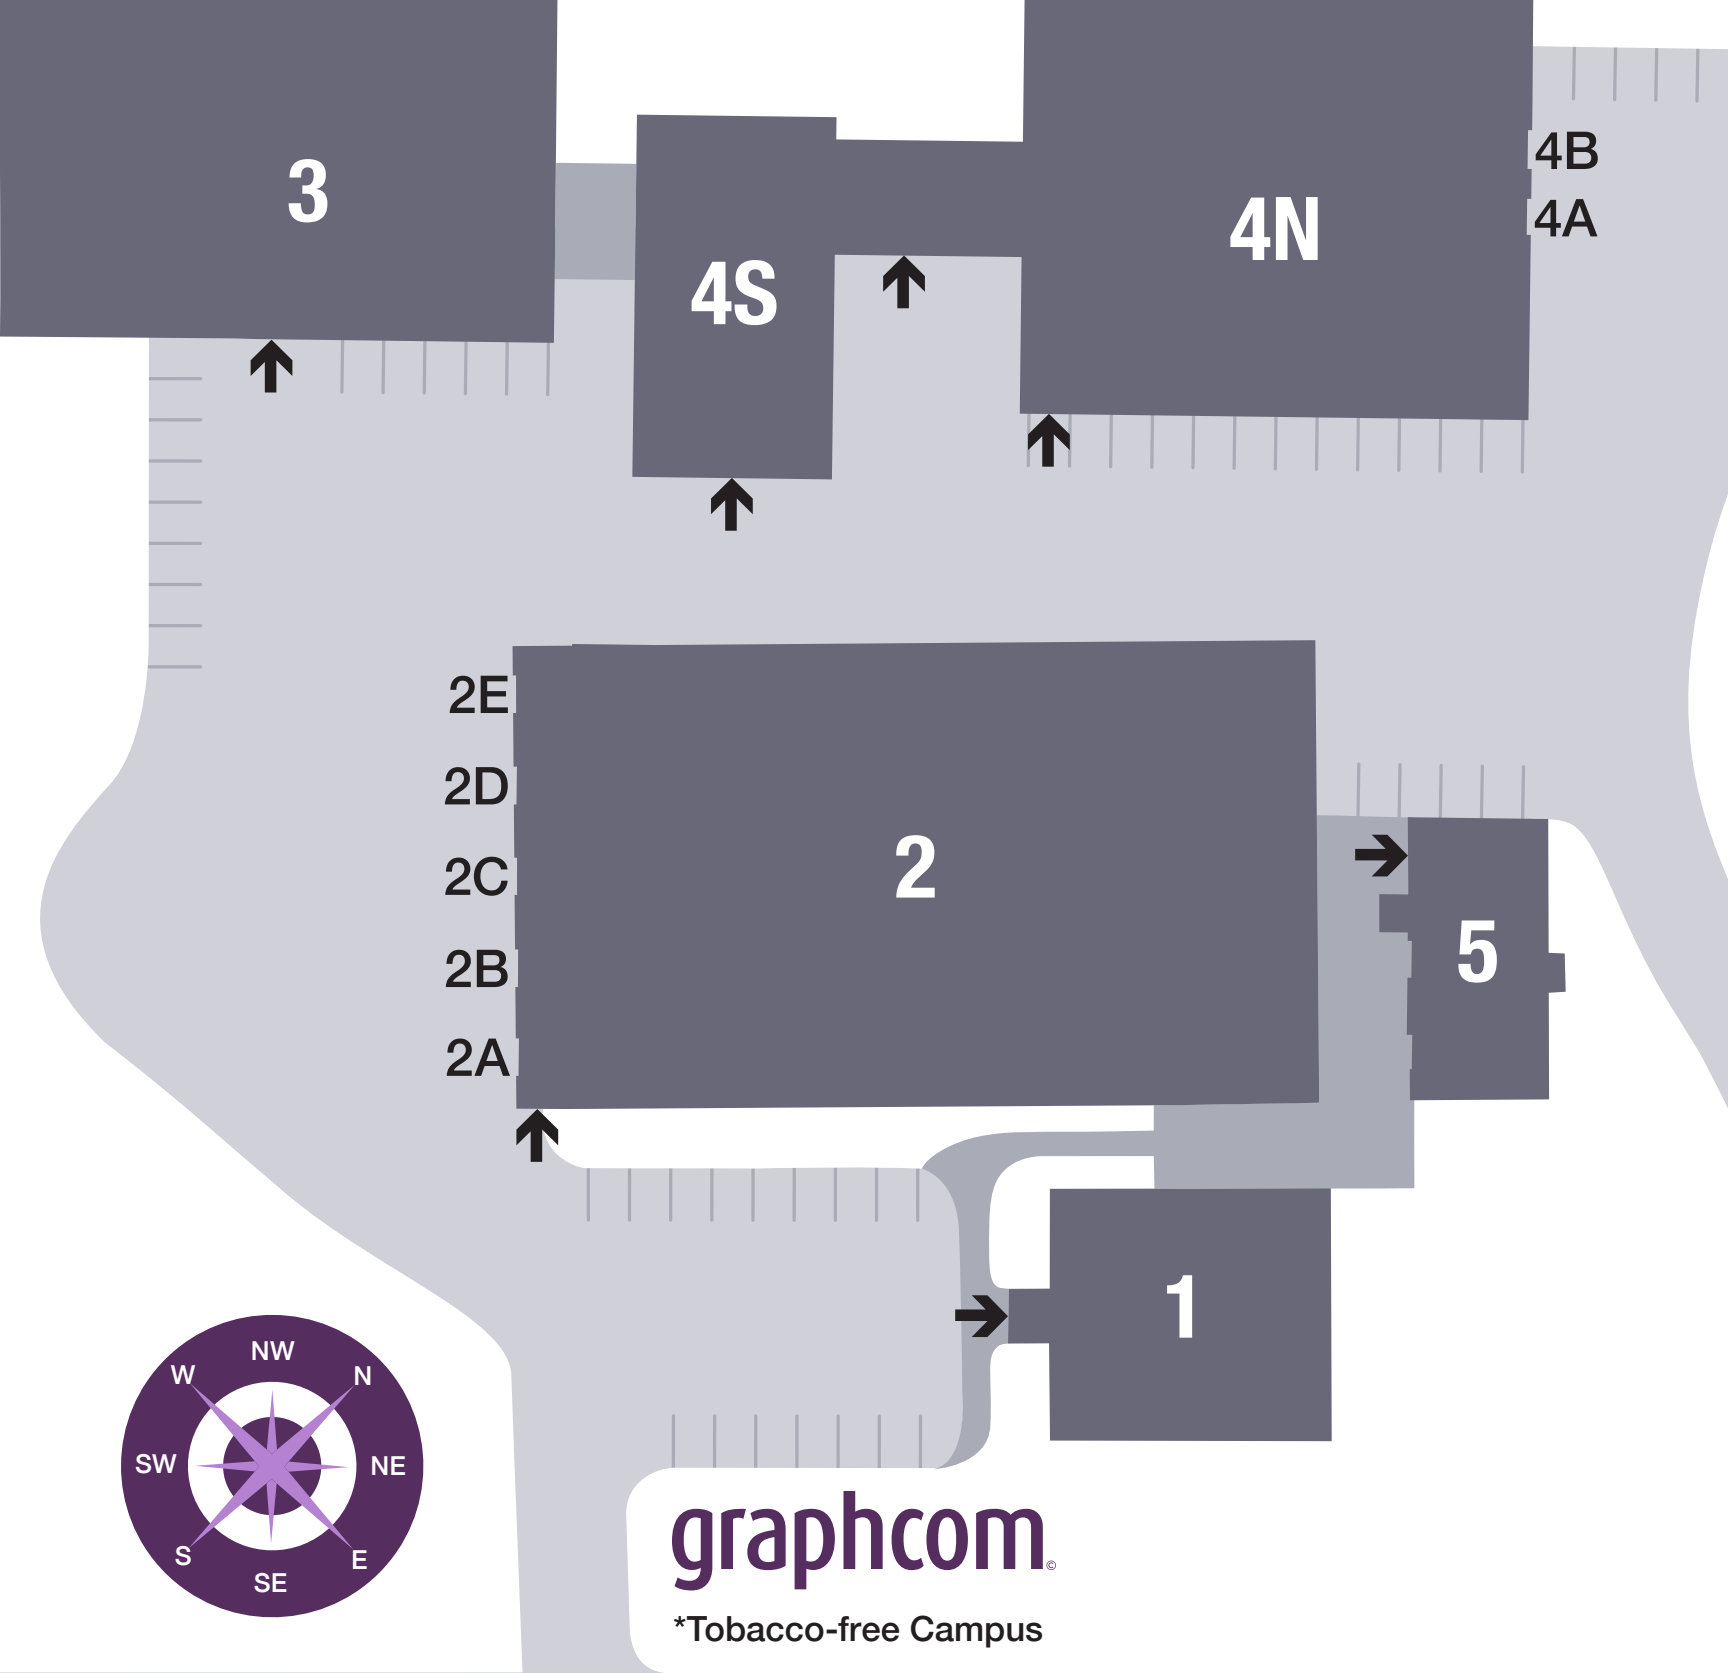 4B
3
4A
4N
4S
2E
2D
2
2C
5
2B
2A
1
NW
W N
SW NE
S E
SE
graphcom©
*Tobacco-free Campus